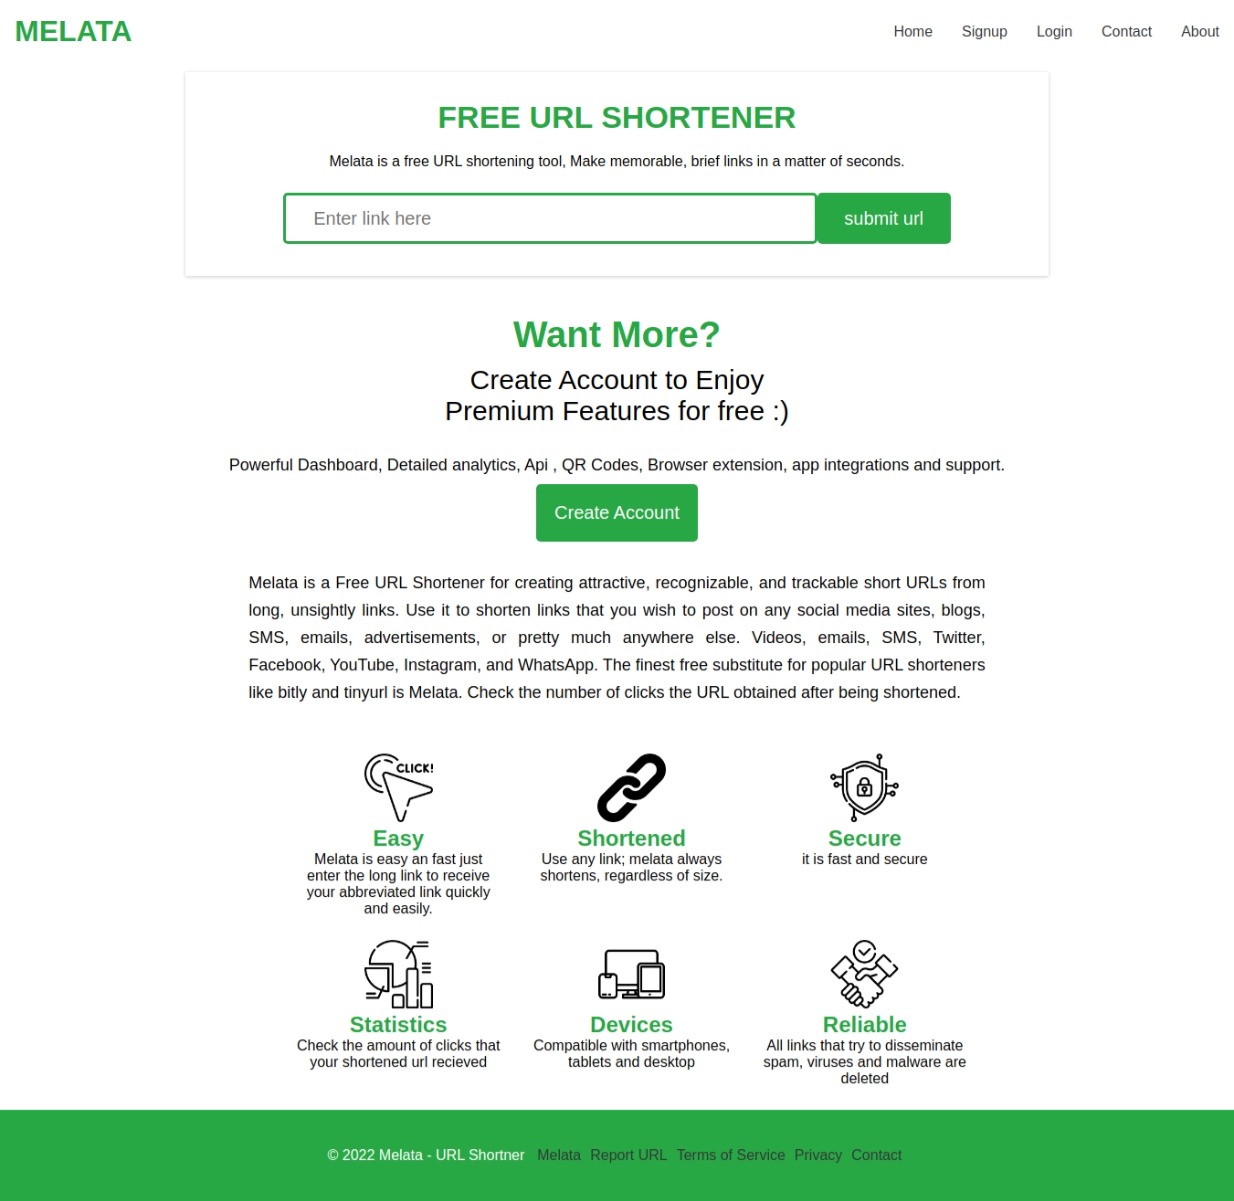 MELATA
Home Signup Login Contact About
FREE URL SHORTENER
Melata is a free URL shortening tool, Make memorable, brief links in a matter of seconds.
Enter link here
submit url
Want More?
Create Account to Enjoy
Premium Features for free :)
Powerful Dashboard, Detailed analytics, Api , QR Codes, Browser extension, app integrations and support.
Create Account
Melata is a Free URL Shortener for creating attractive, recognizable, and trackable short URLs from
long, unsightly links. Use it to shorten links that you wish to post on any social media sites, blogs,
SMS, emails, advertisements, or pretty much anywhere else. Videos, emails, SMS, Twitter,
Facebook, YouTube, Instagram, and WhatsApp. The finest free substitute for popular URL shorteners
like bitly and tinyurl is Melata. Check the number of clicks the URL obtained after being shortened.
CLICK!
Easy
Melata is easy an fast just
enter the long link to receive
your abbreviated link quickly
and easily.
Shortened
Use any link; melata always
shortens, regardless of size.
Secure
it is fast and secure
Statistics
Check the amount of clicks that
your shortened url recieved
Devices
Compatible with smartphones,
tablets and desktop
Reliable
All links that try to disseminate
spam, viruses and malware are
deleted
© 2022 Melata - URL Shortner Melata Report URL Terms of Service Privacy Contact